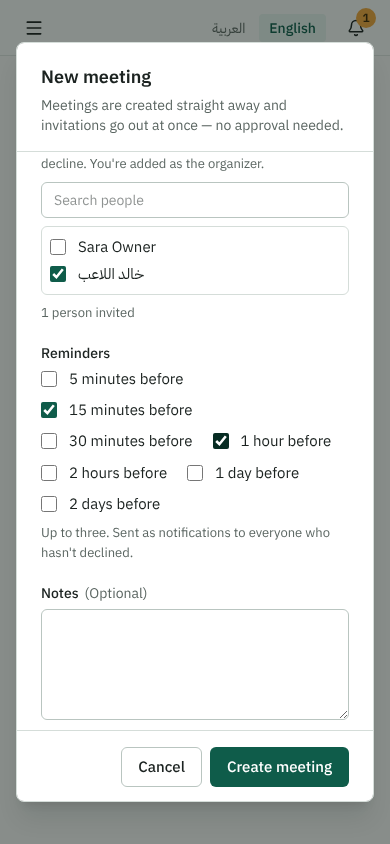 العربية
English
1
New meeting
Meetings are created straight away and
invitations go out at once — no approval needed.
decline. You're added as the organizer.
Search people
Sara Owner
خالد اللاعب
1 person invited
Reminders
5 minutes before
15 minutes before
30 minutes before 1 hour before
2 hours before 1 day before
2 days before
Up to three. Sent as notifications to everyone who
hasn't declined.
Notes (Optional)
Cancel Create meeting